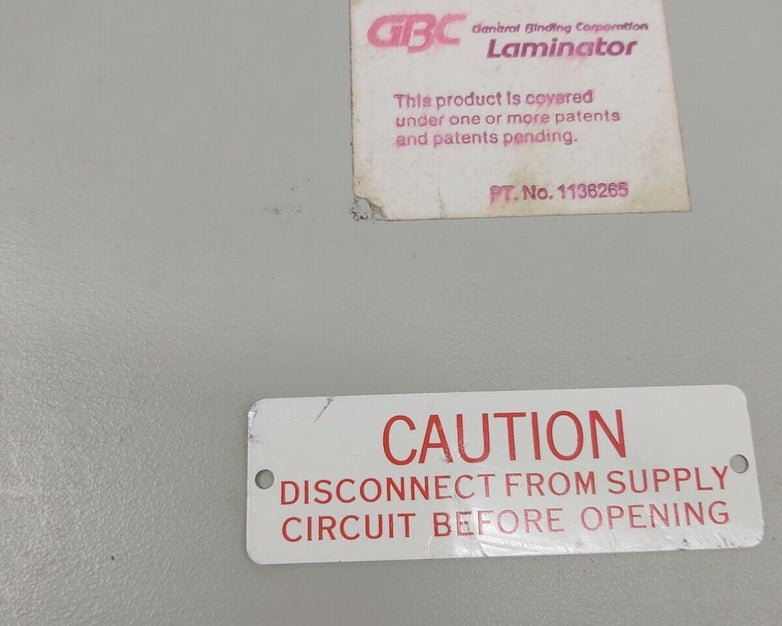 GBC General Binding Corporation
Laminator
This product is covered
under one or more patents
and patents pending.
PT. No. 1136265
CAUTION
DISCONNECT FROM SUPPLY
CIRCUIT BEFORE OPENING